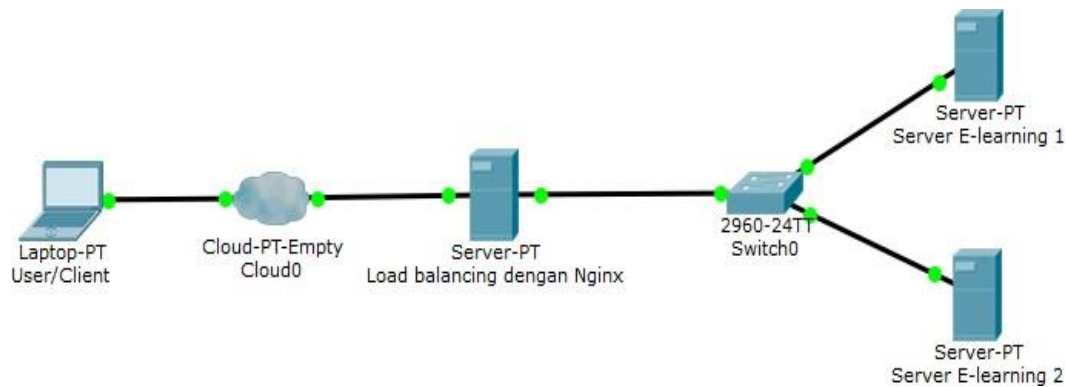 Server-PT
Server E-learning 1
Laptop-PT
User/Client
Cloud-PT-Empty
Cloud0
Server-PT
Load balancing dengan Nginx
2960-24TT
Switch0
Server-PT
Server E-learning 2